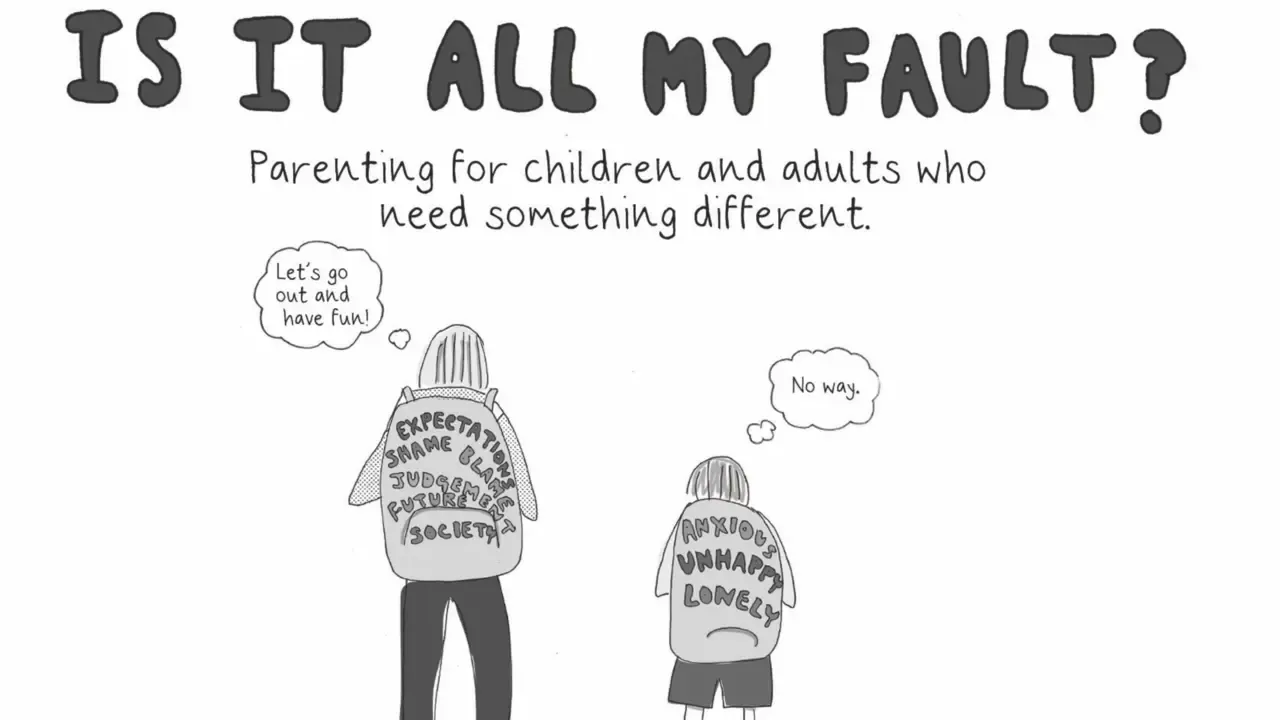 IS IT ALL MY FAULT?
Parenting for children and adults who
need something different.
Let's go
out and
have fun!
No way.
EXPECTATIONS
SHAME BLAME
JUDGEMENT
FUTURE
SOCIETY
ANXIOUS
UNHAPPY
LONELY